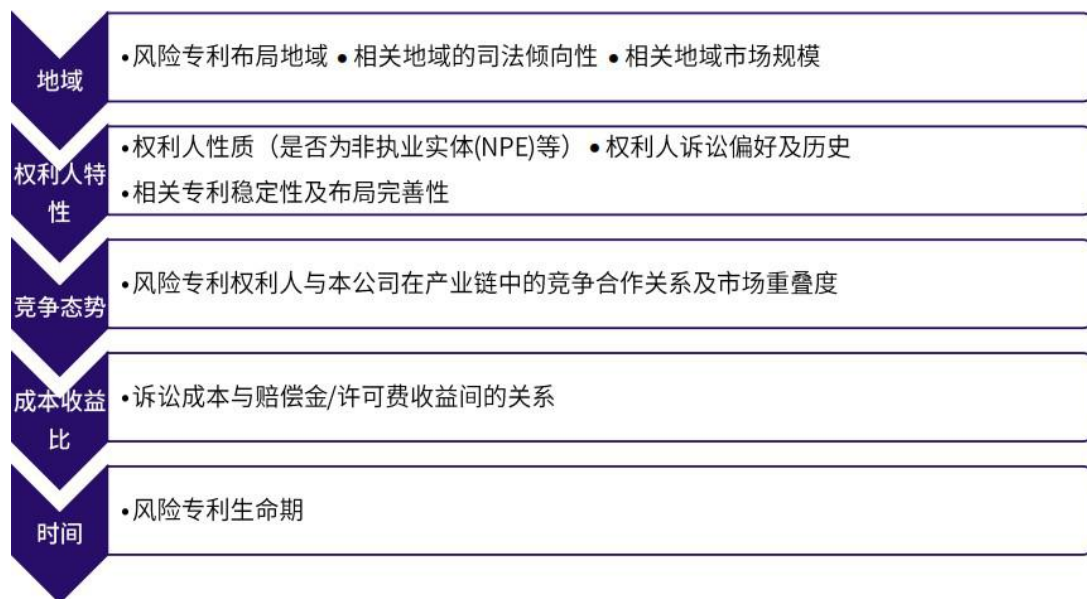 地域
•风险专利布局地域 • 相关地域的司法倾向性 • 相关地域市场规模
权利人特
性
•权利人性质（是否为非执业实体(NPE)等） • 权利人诉讼偏好及历史
•相关专利稳定性及布局完善性
竞争态势
•风险专利权利人与本公司在产业链中的竞争合作关系及市场重叠度
成本收益
比
•诉讼成本与赔偿金/许可费收益间的关系
时间
•风险专利生命期